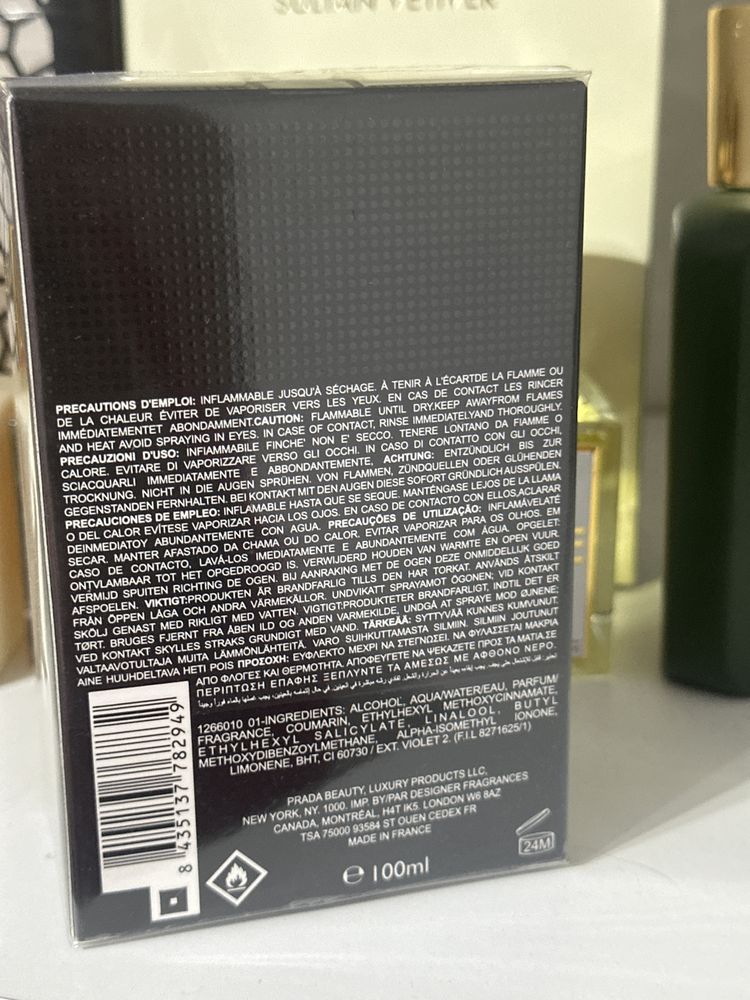 SULTAN VETIVER
PRECAUTIONS D'EMPLOI: INFLAMMABLE JUSQU'À SÉCHAGE. À TENIR À L'ÉCARTDE LA FLAMME OU
DE LA CHALEUR ÉVITER DE VAPORISER VERS LES YEUX. EN CAS DE CONTACT LES RINCER
IMMÉDIATEMENTET ABONDAMMENT.CAUTION: FLAMMABLE UNTIL DRY.KEEP AWAYFROM FLAMES
AND HEAT AVOID SPRAYING IN EYES. IN CASE OF CONTACT, RINSE IMMEDIATELYAND THOROUGHLY.
PRECAUZIONI D'USO: INFIAMMABILE FINCHE' NON E' SECCO. TENERE LONTANO DA FIAMME O
CALORE. EVITARE DI VAPORIZZARE VERSO GLI OCCHI. IN CASO DI CONTATTO CON GLI OCCHI,
SCIACQUARLI IMMEDIATAMENTE E ABBONDANTEMENTE, ACHTUNG: ENTZÜNDLICH BIS ZUR
TROCKNUNG. NICHT IN DIE AUGEN SPRÜHEN. VON FLAMMEN, ZÜNDQUELLEN ODER GLÜHENDEN
GEGENSTANDEN FERNHALTEN. BEI KONTAKT MIT DEN AUGEN DIESE SOFORT GRÜNDLICH AUSSPÜLEN.
PRECAUCIONES DE EMPLEO: INFLAMABLE HASTA QUE SE SEQUE. MANTÉNGASE LEJOS DE LA LLAMA
O DEL CALOR EVÍTESE VAPORIZAR HACIA LOS OJOS. EN CASO DE CONTACTO CON ELLOS,ACLARAR
DEINMEDIATOY ABUNDANTEMENTE CON AGUA. PRECAUÇÕES DE UTILIZAÇÃO: INFLAMÁVEL EM
SECAR. MANTER AFASTADO DA CHAMA OU DO CALOR. EVITAR VAPORIZAR PARA OS OLHOS. EM
CASO DE CONTACTO, LAVÁ-LOS IMEDIATAMENTE E ABUNDANTEMENTE COM ÁGUA. OPGELET:
ONTVLAMBAAR TOT HET OPGEDROOGD IS. VERWIJDERD HOUDEN VAN WARMTE EN OPEN VUUR.
VERMIJD SPUITEN RICHTING DE OGEN. BIJ AANRAKING MET DE OGEN DEZE ONMIDDELLIJK GOED
AFSPOELEN. VIKTIGT:PRODUKTEN ÄR BRANDFARLIG TILLS DEN HAR TORKAT. ANVÄNDS ÅTSKILT
FRÅN ÖPPEN LÅGA OCH ANDRA VÄRMEKÄLLOR. UNDVIKATT SPRAYAMOT ÖGONEN; VID KONTAKT
SKÖLJ GENAST MED RIKLIGT MED VATTEN. VIGTIGT:PRODUKTETER BRANDFARLIGT, INDTIL DET ER
TØRT. BRUGES FJERNT FRA ÅBEN ILD OG ANDEN VARMEKILDE, UNDGÅ AT SPRAYE MOD ØJNENE;
VED KONTAKT SKYLLES STRAKS GRUNDIGT MED VAND. TÄRKEÄÄ: SYTTYVÄÄ KUNNES KUMVUNUT.
VALTAAVOTULTAJA MUITA LÄMMÖNLÄHTEITÄ. VARO SUIHKUTTAMASTA SILMIIN. SILMIIN JOUTUNUT
AINE HUUHDELTAVA HETI POIS ΠΡΟΣΟΧΗ: ΕΥΦΛΕΚΤΟ ΜΕΧΡΙ ΝΑ ΣΤΕΓΝΩΣΕΙ. ΝΑ ΦΥΛΑΣΣΕΤΑΙ ΜΑΚΡΙΑ
ΑΠΟ ΦΛΟΓΕΣ ΚΑΙ ΘΕΡΜΟΤΗΤΑ. ΑΠΟΦΕΥΓΕΤΕ ΝΑ ΨΕΚΑΖΕΤΕ ΠΡΟΣ ΤΑ ΜΑΤΙΑ.ΣΕ
ΠΕΡΙΠΤΩΣΗ ΕΠΑΦΗΣ ΞΕΠΛΥΝΤΕ ΤΑ ΑΜΕΣΩΣ ΜΕ ΑΦΘΟΝΟ ΝΕΡΟ.
1266010 01-INGREDIENTS: ALCOHOL, AQUA/WATER/EAU, PARFUM/
FRAGRANCE, COUMARIN, ETHYLHEXYL METHOXYCINNAMATE,
ETHYLHEXYL SALICYLATE, LINALOOL, BUTYL
METHOXYDIBENZOYLMETHANE, ALPHA-ISOMETHYL IONONE,
LIMONENE, BHT, CI 60730 / EXT. VIOLET 2. (F.I.L 8271625/1)
PRADA BEAUTY, LUXURY PRODUCTS LLC,
NEW YORK, NY. 1000. IMP. BY/PAR DESIGNER FRAGRANCES
CANADA, MONTRÉAL, H4T IK5. LONDON W6 8AZ
TSA 75000 93584 ST OUEN CEDEX FR
MADE IN FRANCE
8 435137 782949
℮ 100ml
24M